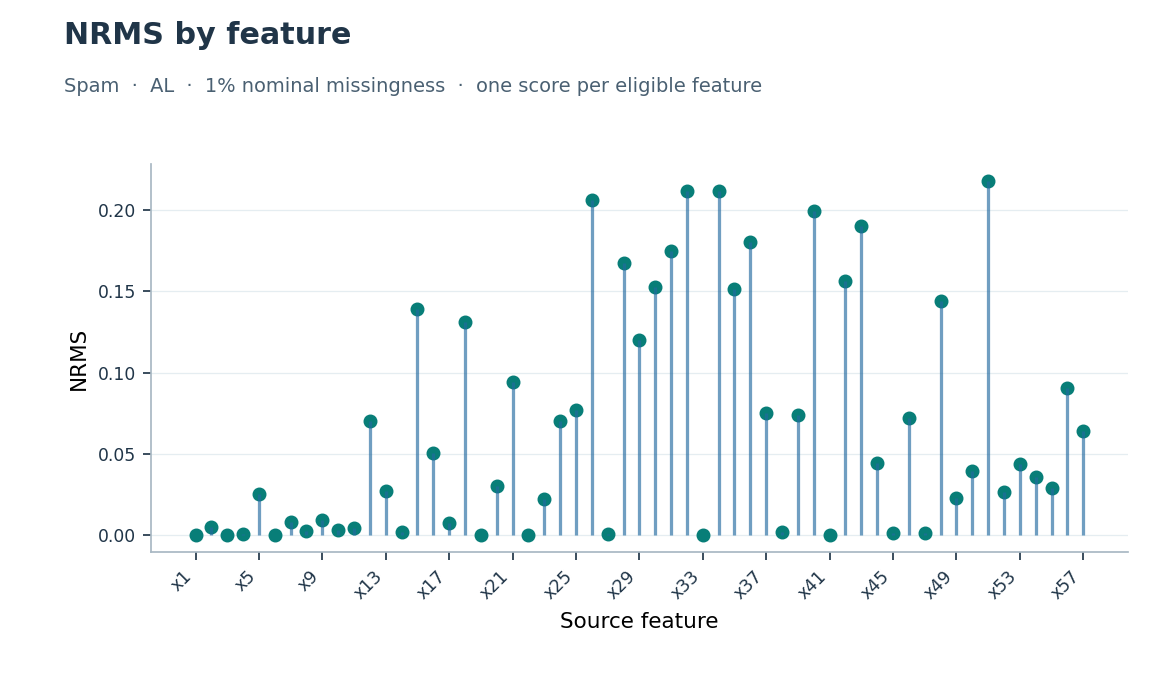 NRMS by feature
Spam · AL · 1% nominal missingness · one score per eligible feature
NRMS
0.20
0.15
0.10
0.05
0.00
x1 x5 x9 x13 x17 x21 x25 x29 x33 x37 x41 x45 x49 x53 x57
Source feature